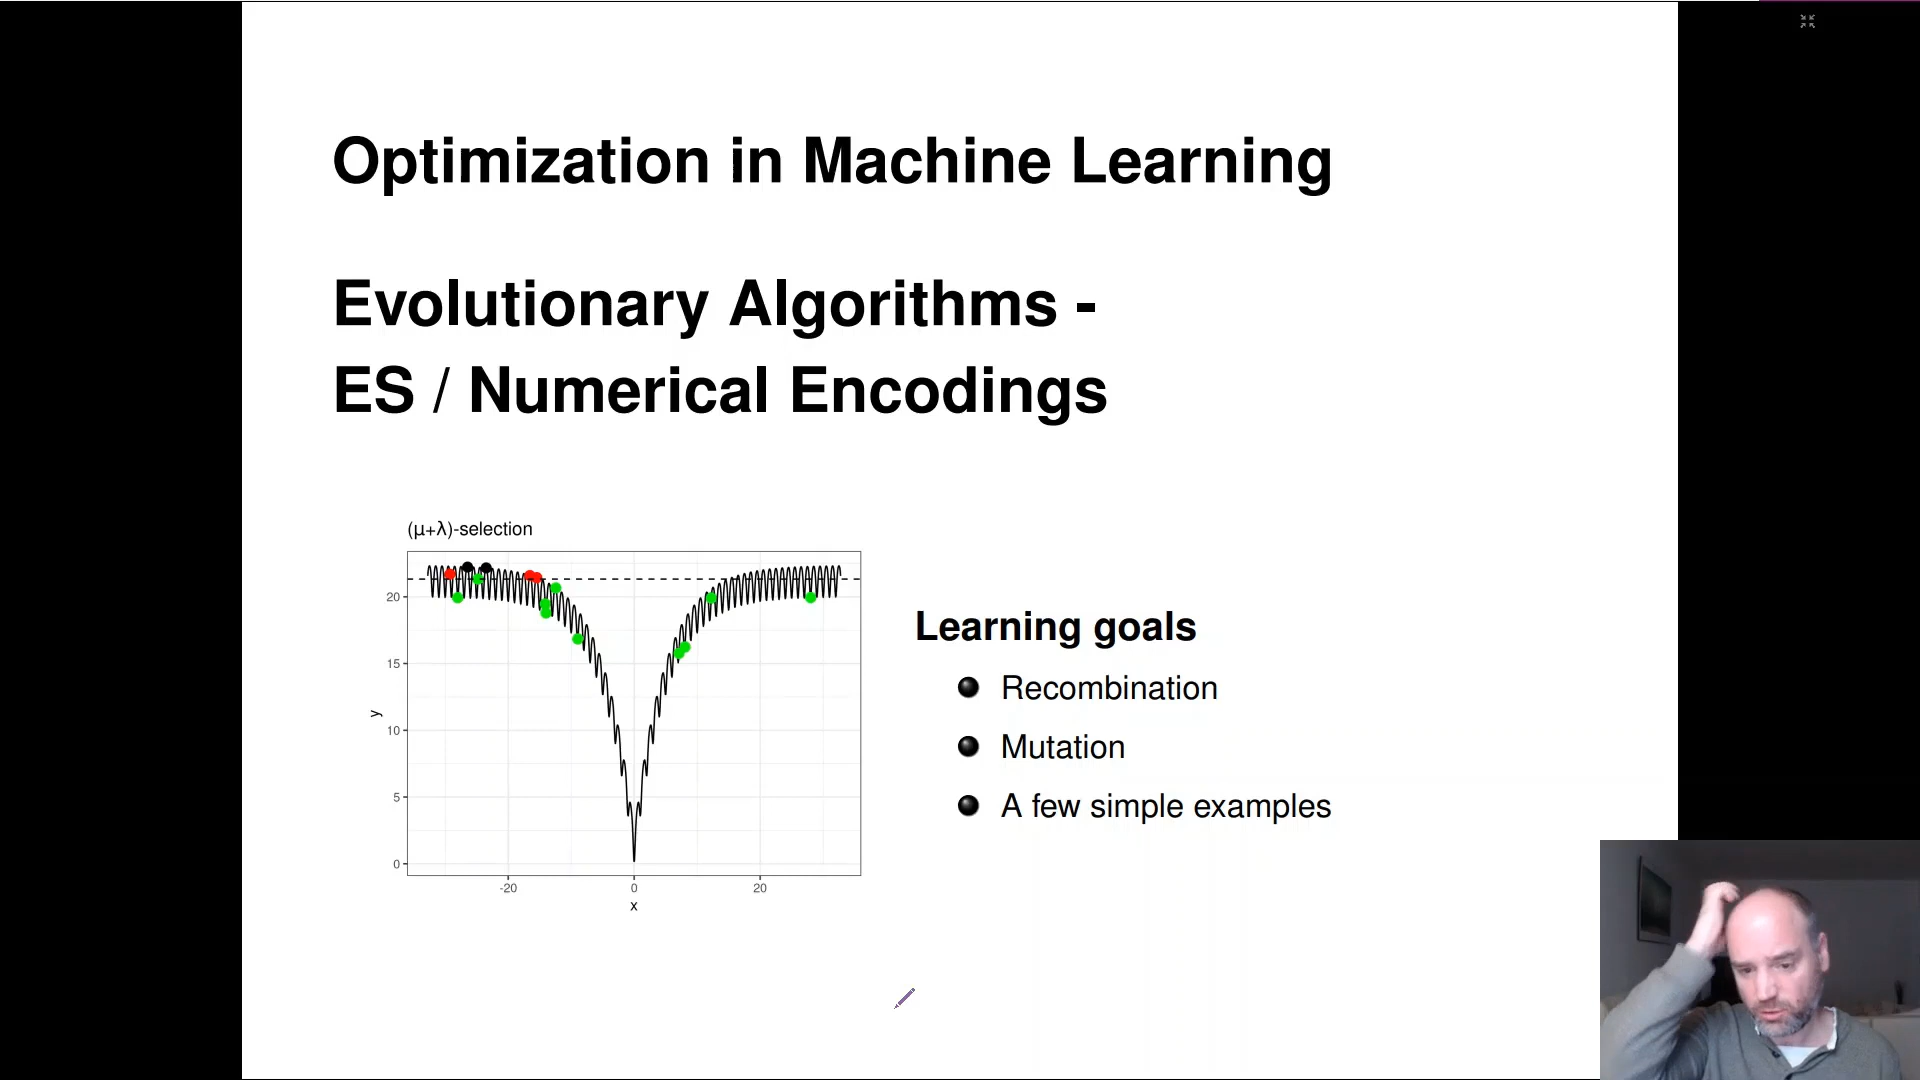 Optimization in Machine Learning
Evolutionary Algorithms -
ES / Numerical Encodings
(μ+λ)-selection
20
15
10
5
0
y
-20
0
20
x
Learning goals
Recombination
Mutation
A few simple examples